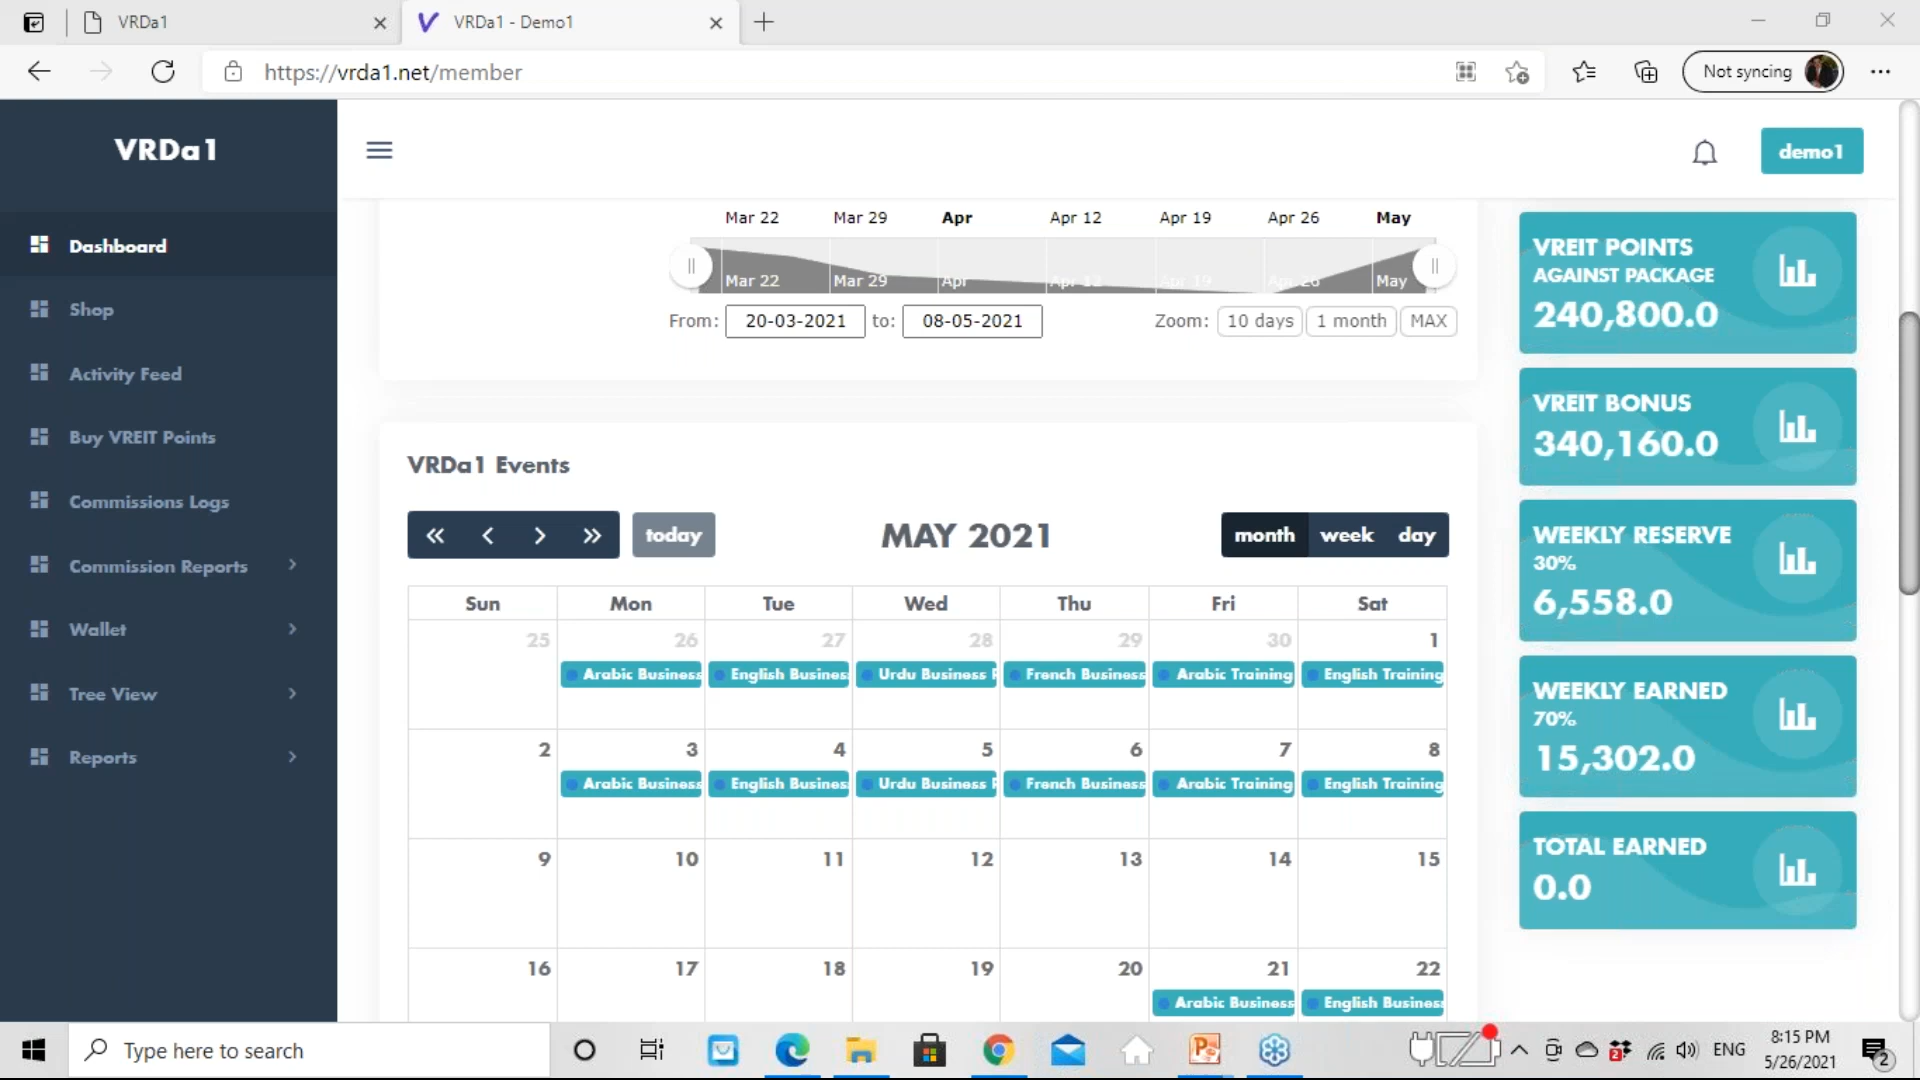 VRDa1
VRDa1 - Demo1
https://vrda1.net/member
Not syncing
VRDa1
demo1
Dashboard
Shop
Activity Feed
Buy VREIT Points
Commissions Logs
Commission Reports
Wallet
Tree View
Reports
Mar 22 Mar 29 Apr Apr 12 Apr 19 Apr 26 May
Mar 22 Mar 29 Apr Apr 12 Apr 19 Apr 26 May
From: 20-03-2021 to: 08-05-2021 Zoom: 10 days 1 month MAX
VRDa1 Events
today
MAY 2021
month week day
Sun Mon Tue Wed Thu Fri Sat
25 26 27 28 29 30 1
Arabic Business English Busines Urdu Business French Business Arabic Training English Training
2 3 4 5 6 7 8
Arabic Business English Busines Urdu Business French Business Arabic Training English Training
9 10 11 12 13 14 15
16 17 18 19 20 21 22
Arabic Business English Busines
VREIT POINTS
AGAINST PACKAGE
240,800.0
VREIT BONUS
340,160.0
WEEKLY RESERVE
30%
6,558.0
WEEKLY EARNED
70%
15,302.0
TOTAL EARNED
0.0
Type here to search
2
ENG
8:15 PM
5/26/2021
2